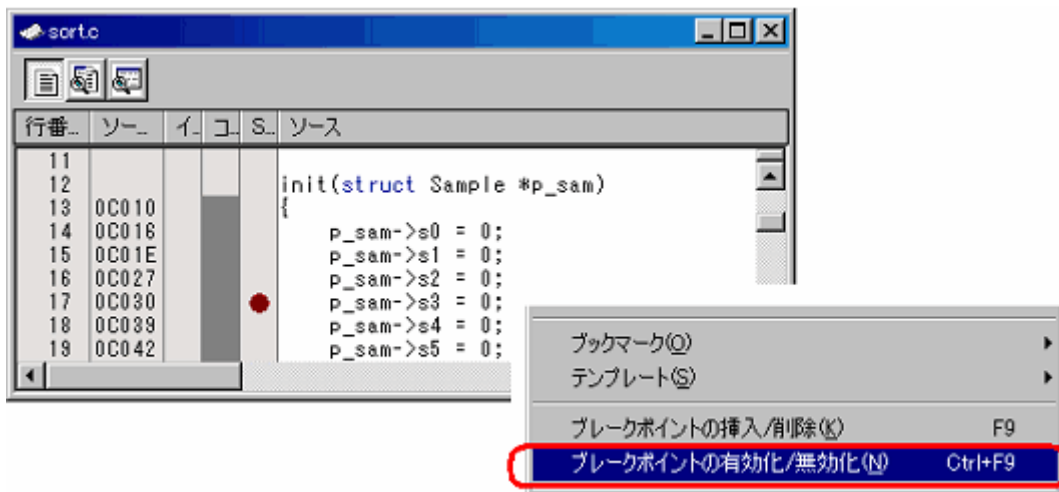 sort.c
行番... ソー... イ.. コ.. S... ソース
11
12 init(struct Sample *p_sam)
13 0C010 {
14 0C016 p_sam->s0 = 0;
15 0C01E p_sam->s1 = 0;
16 0C027 p_sam->s2 = 0;
17 0C030 p_sam->s3 = 0;
18 0C039 p_sam->s4 = 0;
19 0C042 p_sam->s5 = 0;
ブックマーク(O)
テンプレート(S)
ブレークポイントの挿入/削除(K) F9
ブレークポイントの有効化/無効化(N) Ctrl+F9